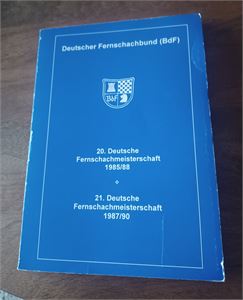 Deutscher Fernschachbund (BdF)
BdF
20. Deutsche
Fernschachmeisterschaft
1985/88
21. Deutsche
Fernschachmeisterschaft
1987/90